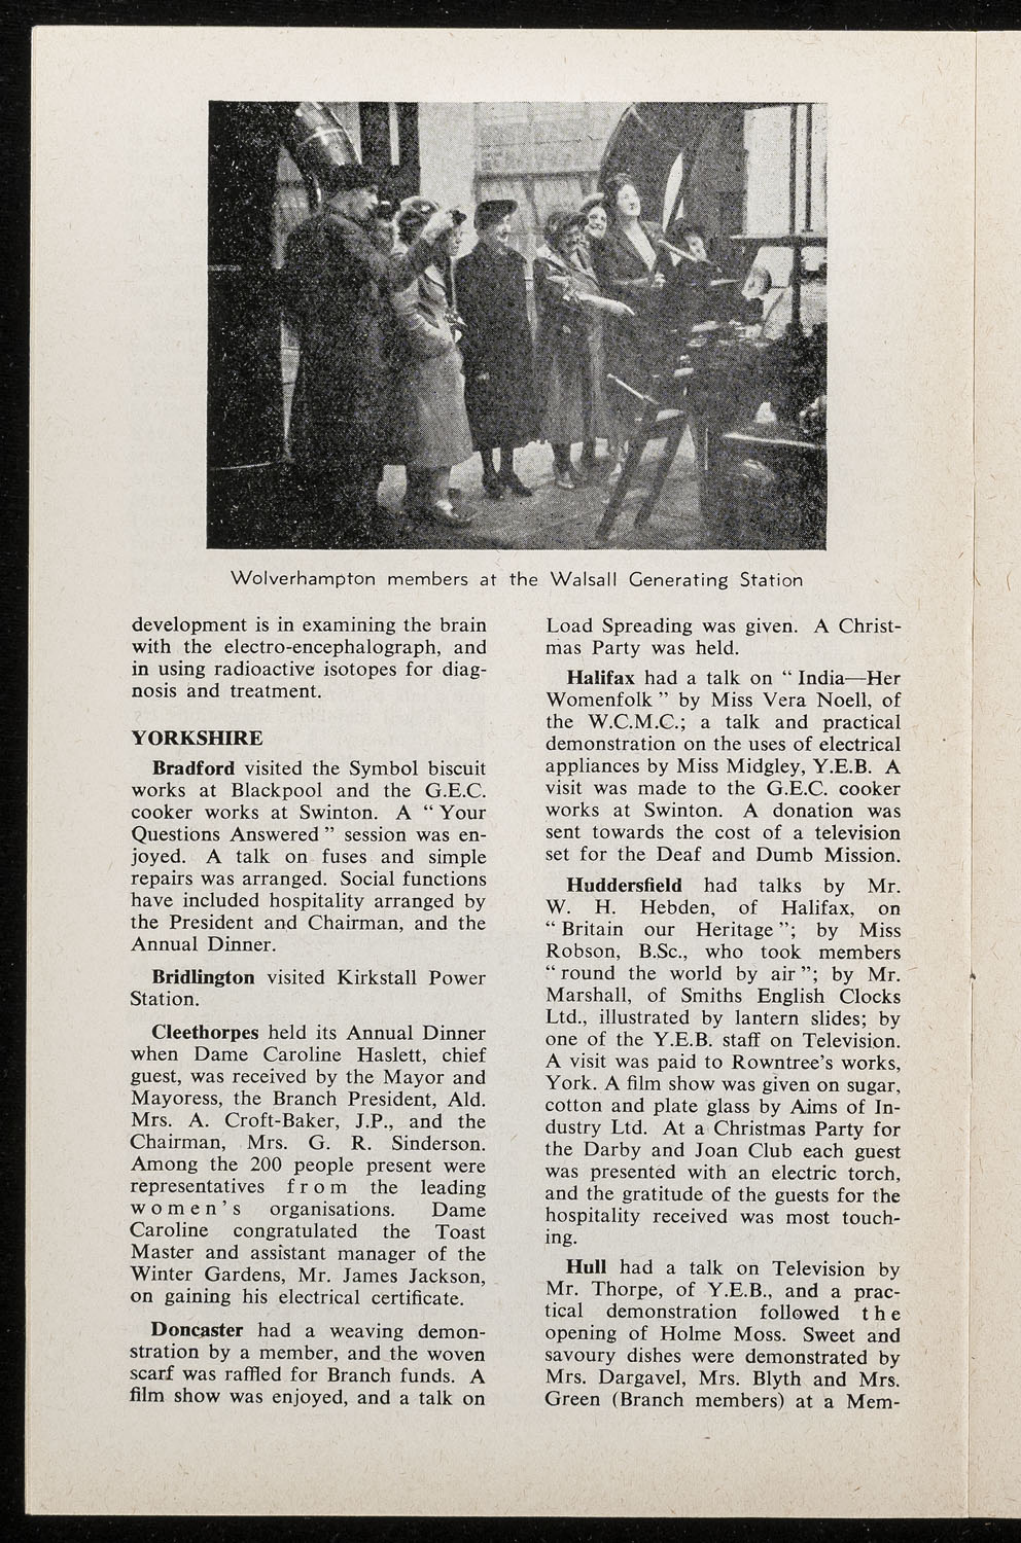 Wolverhampton members at the Walsall Generating Station
development is in examining the brain
with the electro-encephalograph, and
in using radioactive isotopes for diag-
nosis and treatment.
YORKSHIRE
Bradford visited the Symbol biscuit
works at Blackpool and the G.E.C.
cooker works at Swinton. A “ Your
Questions Answered ” session was en-
joyed. A talk on fuses and simple
repairs was arranged. Social functions
have included hospitality arranged by
the President and Chairman, and the
Annual Dinner.
Bridlington visited Kirkstall Power
Station.
Cleethorpes held its Annual Dinner
when Dame Caroline Haslett, chief
guest, was received by the Mayor and
Mayoress, the Branch President, Ald.
Mrs. A. Croft-Baker, J.P., and the
Chairman, Mrs. G. R. Sinderson.
Among the 200 people present were
representatives from the leading
women's organisations. Dame
Caroline congratulated the Toast
Master and assistant manager of the
Winter Gardens, Mr. James Jackson,
on gaining his electrical certificate.
Doncaster had a weaving demon-
stration by a member, and the woven
scarf was raffled for Branch funds. A
film show was enjoyed, and a talk on
Load Spreading was given. A Christ-
mas Party was held.
Halifax had a talk on “ India—Her
Womenfolk ” by Miss Vera Noell, of
the W.C.M.C.; a talk and practical
demonstration on the uses of electrical
appliances by Miss Midgley, Y.E.B. A
visit was made to the G.E.C. cooker
works at Swinton. A donation was
sent towards the cost of a television
set for the Deaf and Dumb Mission.
Huddersfield had talks by Mr.
W. H. Hebden, of Halifax, on
“ Britain our Heritage ”; by Miss
Robson, B.Sc., who took members
“ round the world by air ”; by Mr.
Marshall, of Smiths English Clocks
Ltd., illustrated by lantern slides; by
one of the Y.E.B. staff on Television.
A visit was paid to Rowntree's works,
York. A film show was given on sugar,
cotton and plate glass by Aims of In-
dustry Ltd. At a Christmas Party for
the Darby and Joan Club each guest
was presented with an electric torch,
and the gratitude of the guests for the
hospitality received was most touch-
ing.
Hull had a talk on Television by
Mr. Thorpe, of Y.E.B., and a prac-
tical demonstration followed the
opening of Holme Moss. Sweet and
savoury dishes were demonstrated by
Mrs. Dargavel, Mrs. Blyth and Mrs.
Green (Branch members) at a Mem-